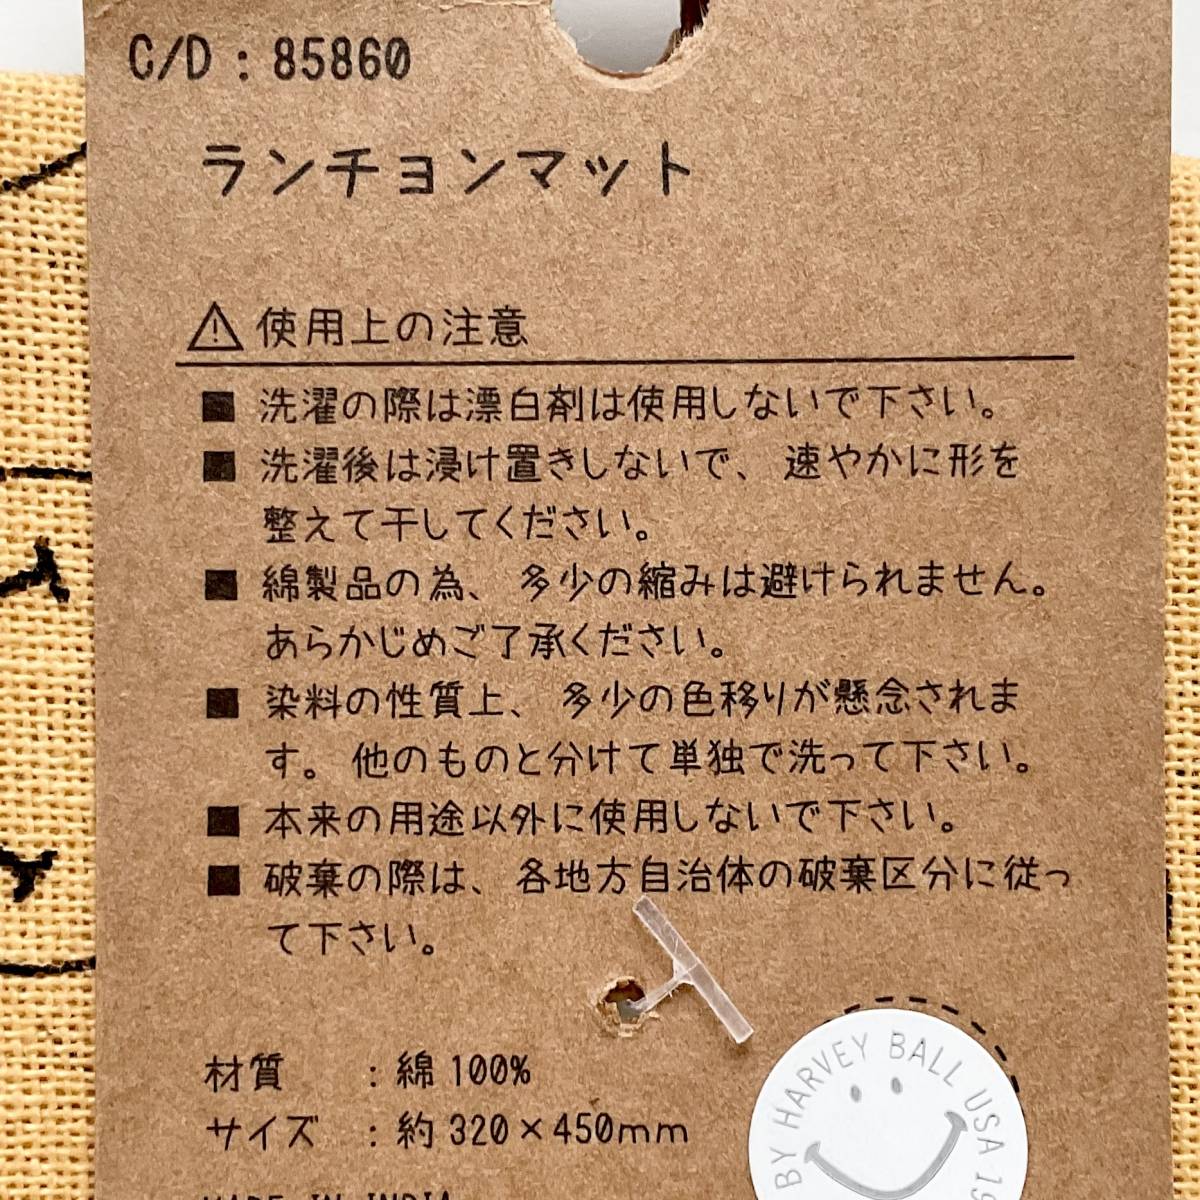 C/D : 85860
ランチョンマット
使用上の注意
■ 洗濯の際は漂白剤は使用しないで下さい。
■ 洗濯後は浸け置きしないで、速やかに形を
整えて干してください。
■ 綿製品の為、多少の縮みは避けられません。
あらかじめご了承ください。
■ 染料の性質上、多少の色移りが懸念されま
す。他のものと分けて単独で洗って下さい。
■ 本来の用途以外に使用しないで下さい。
■ 破棄の際は、各地方自治体の破棄区分に従っ
て下さい。
材質 : 綿 100%
サイズ : 約 320×450mm
MADE IN INDIA
BY HARVEY BALL USA